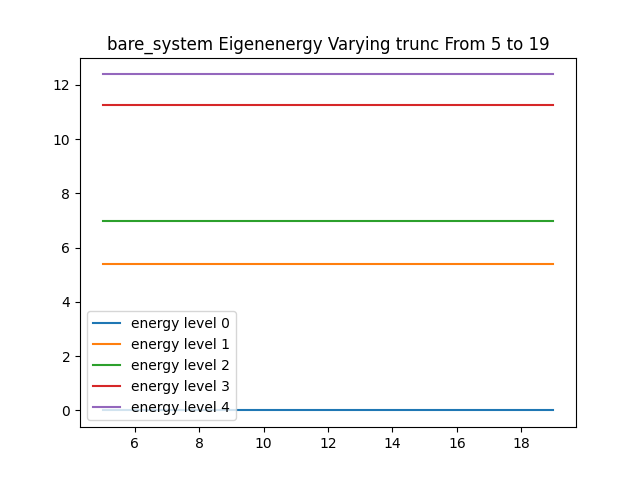 bare_system Eigenenergy Varying trunc From 5 to 19
12
10
8
6
4
2
0
energy level 0
energy level 1
energy level 2
energy level 3
energy level 4
6 8 10 12 14 16 18